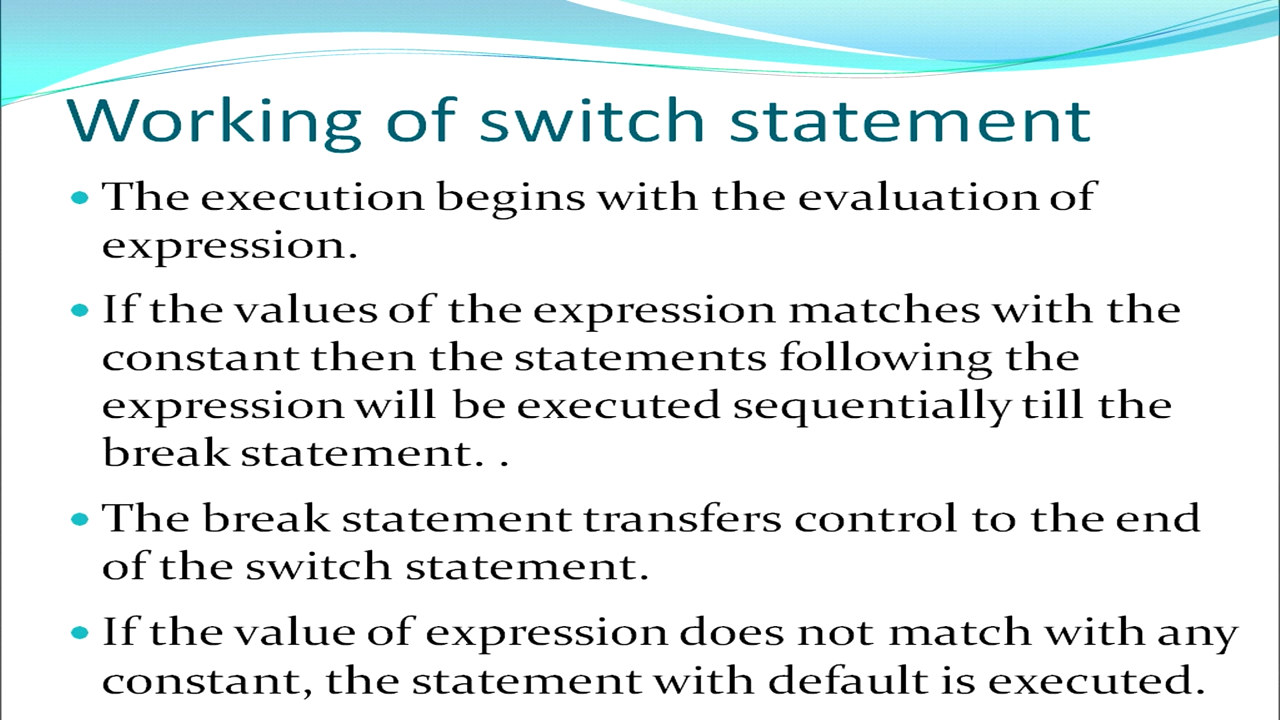 Working of switch statement
• The execution begins with the evaluation of
expression.
• If the values of the expression matches with the
constant then the statements following the
expression will be executed sequentially till the
break statement. .
• The break statement transfers control to the end
of the switch statement.
• If the value of expression does not match with any
constant, the statement with default is executed.